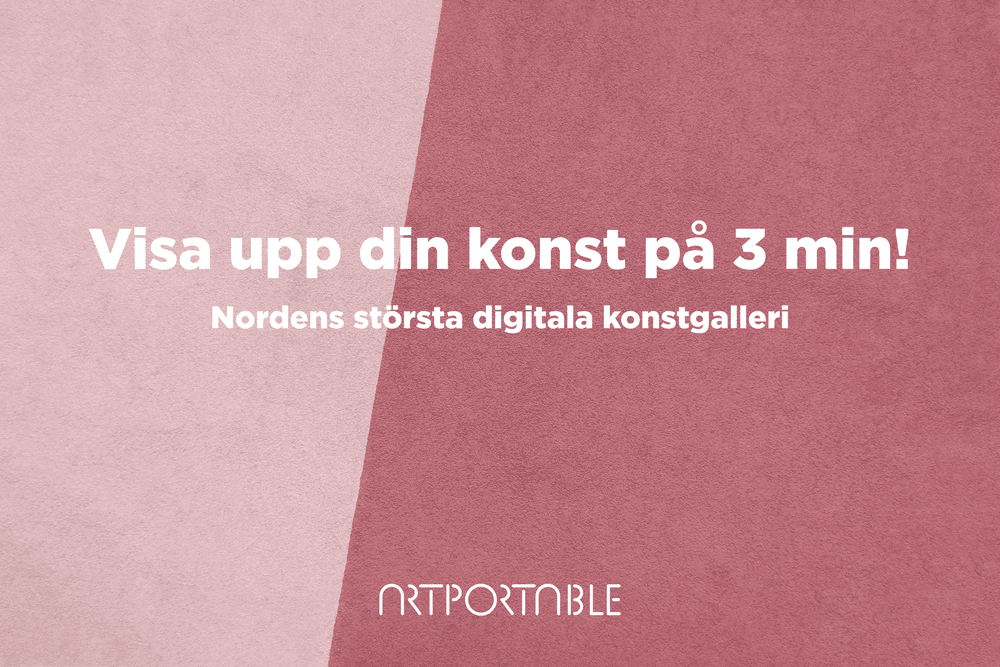 Visa upp din konst på 3 min!
Nordens största digitala konstgalleri
ARTPORTABLE